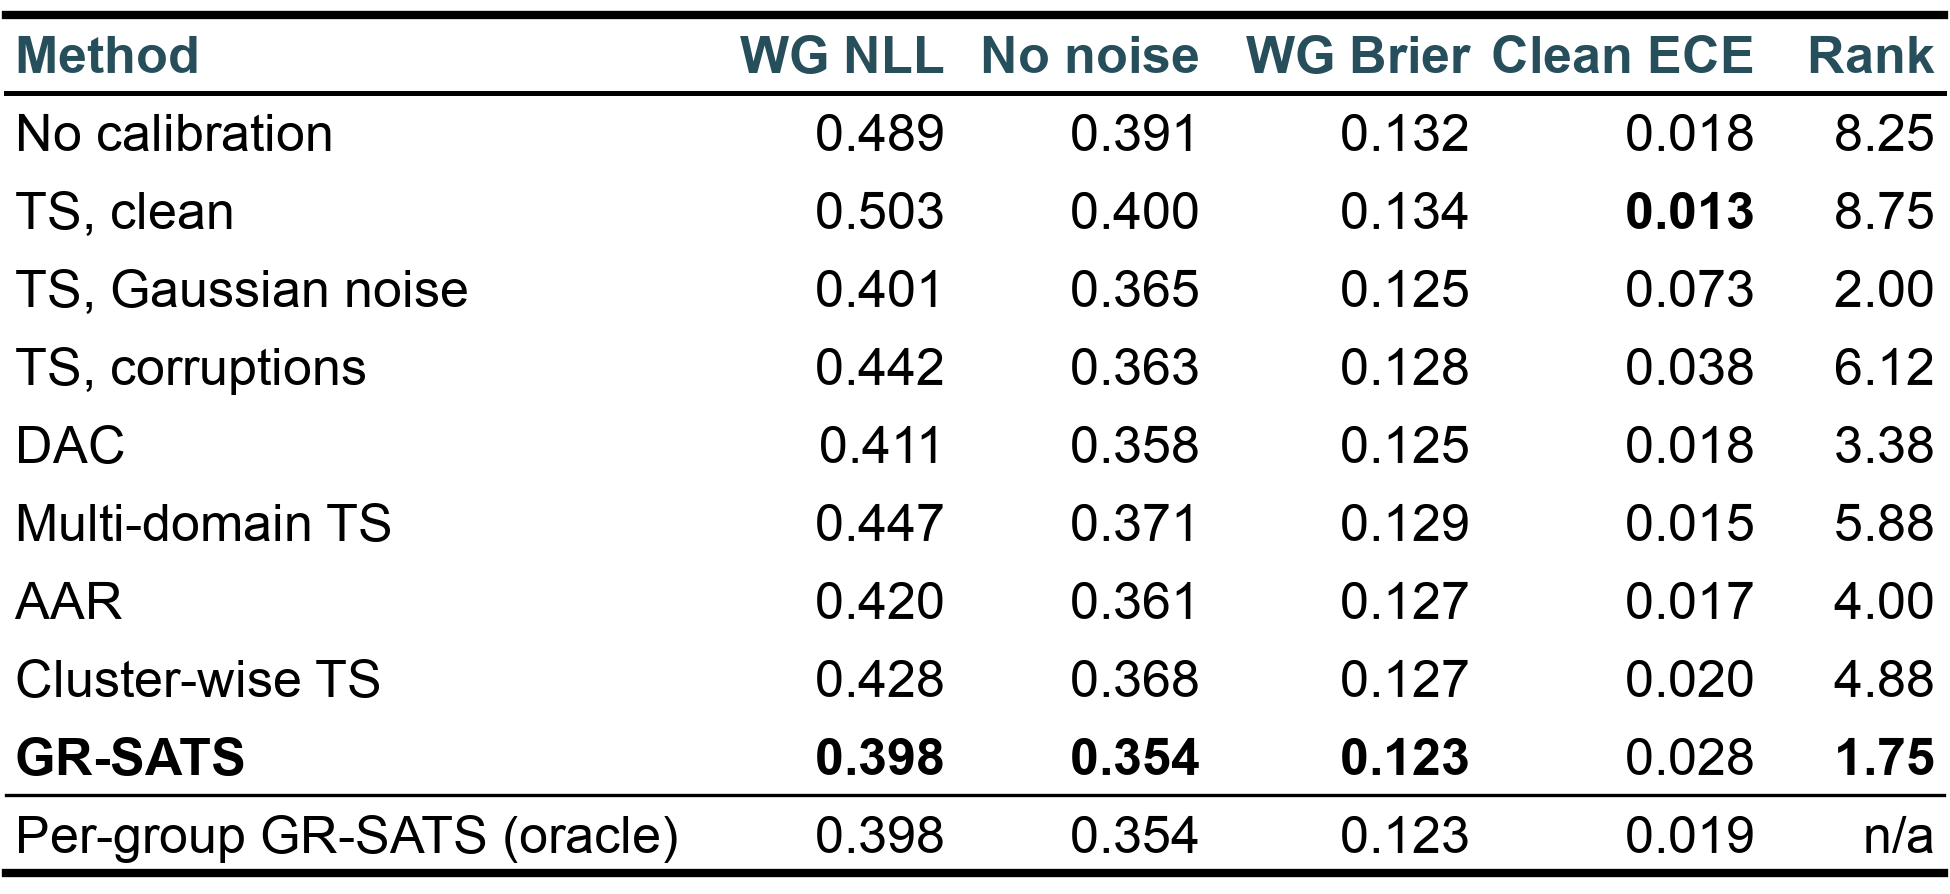 Method WG NLL No noise WG Brier Clean ECE Rank
No calibration 0.489 0.391 0.132 0.018 8.25
TS, clean 0.503 0.400 0.134 0.013 8.75
TS, Gaussian noise 0.401 0.365 0.125 0.073 2.00
TS, corruptions 0.442 0.363 0.128 0.038 6.12
DAC 0.411 0.358 0.125 0.018 3.38
Multi-domain TS 0.447 0.371 0.129 0.015 5.88
AAR 0.420 0.361 0.127 0.017 4.00
Cluster-wise TS 0.428 0.368 0.127 0.020 4.88
GR-SATS 0.398 0.354 0.123 0.028 1.75
Per-group GR-SATS (oracle) 0.398 0.354 0.123 0.019 n/a